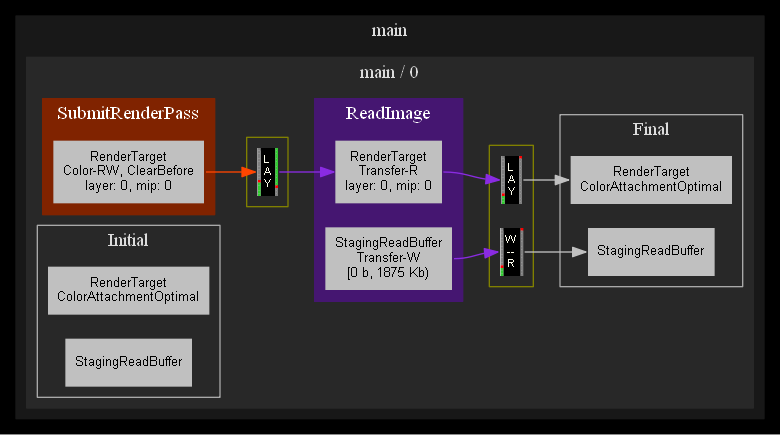 main
main / 0
SubmitRenderPass
RenderTarget
Color-RW, ClearBefore
layer: 0, mip: 0
L
A
Y
ReadImage
RenderTarget
Transfer-R
layer: 0, mip: 0
StagingReadBuffer
Transfer-W
[0 b, 1875 Kb)
L
A
Y
W
--
R
Final
RenderTarget
ColorAttachmentOptimal
StagingReadBuffer
Initial
RenderTarget
ColorAttachmentOptimal
StagingReadBuffer